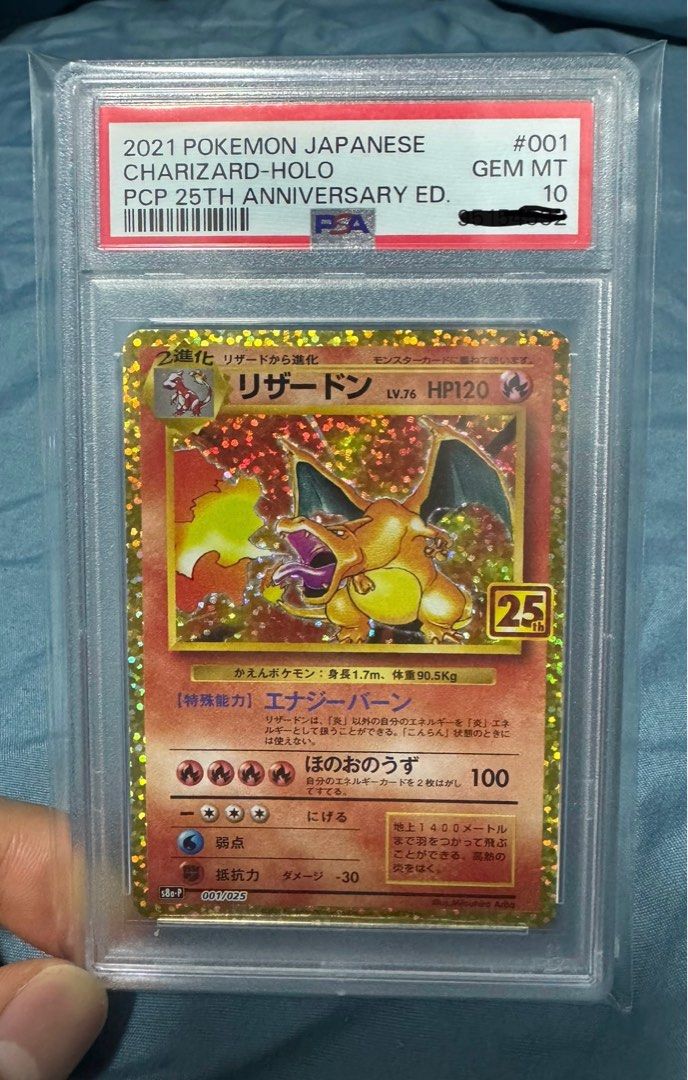 2021 POKEMON JAPANESE #001
CHARIZARD-HOLO GEM MT
PCP 25TH ANNIVERSARY ED. 10
PSA
2進化 リザードから進化 モンスターカードに重ねて使います。
リザードン LV.76 HP120
25th
かえんポケモン：身長1.7m、体重90.5Kg
【特殊能力】エナジーバーン
リザードンは、「炎」以外の自分のエネルギーを「炎」エネ
ルギーとして扱うことができる。「こんらん」状態のときに
は使えない。
ほのおのうず 100
自分のエネルギーカードを2枚はがし
てすてる。
にげる
弱点
抵抗力 ダメージ -30
地上1400メートル
まで羽をつかって飛ぶ
ことができる。高熱の
炎をはく。
s8a-P 001/025
Illus. Mitsuhiro Arita